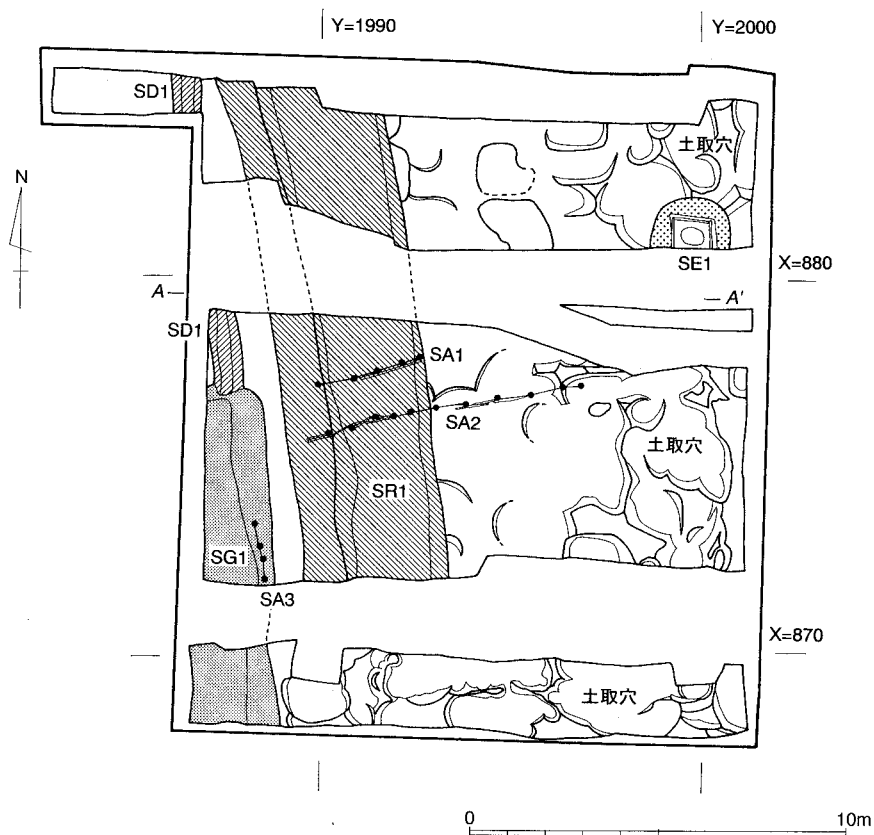 Y=1990
Y=2000
SD1
土取穴
N
SE1
X=880
A
A'
SD1
SA1
SA2
土取穴
SR1
SG1
SA3
X=870
土取穴
0
10m